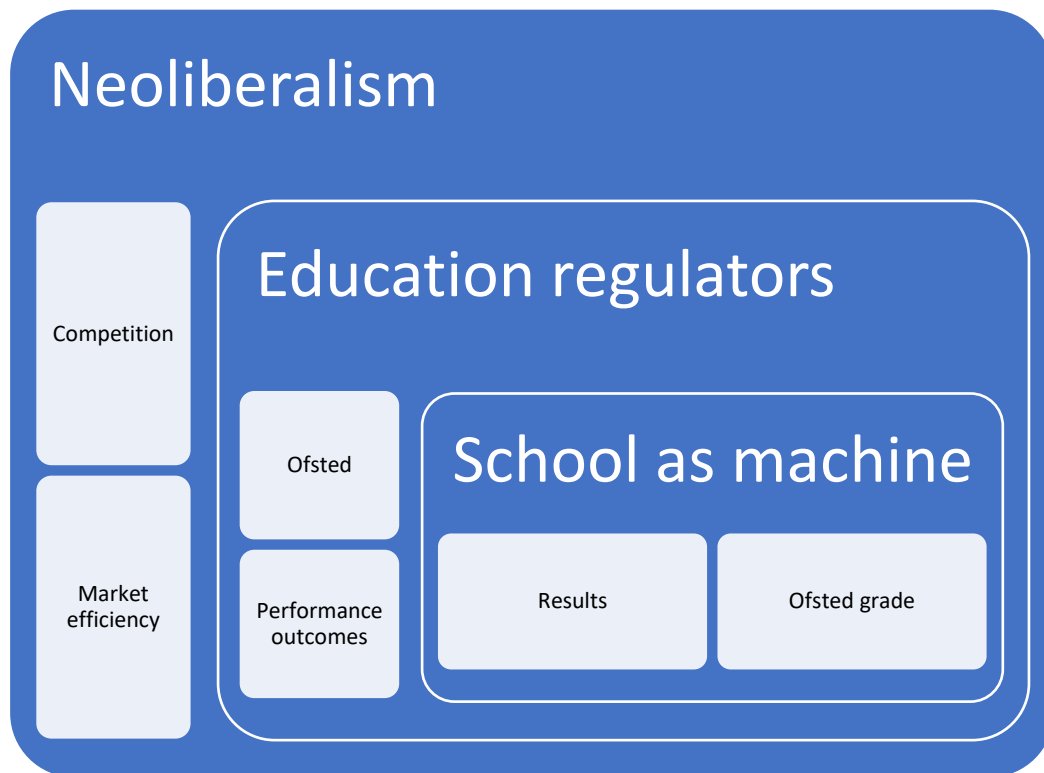 Neoliberalism
Competition
Market
efficiency
Education regulators
Ofsted
Performance
outcomes
School as machine
Results
Ofsted grade